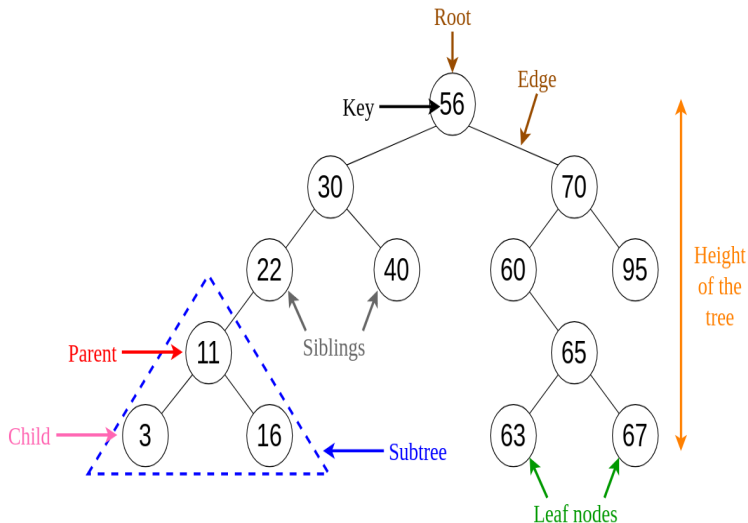 Root
Edge
Key
56
30
70
Height
of the
tree
22
40
60
95
Siblings
Parent
11
65
Child
3
16
63
67
Subtree
Leaf nodes